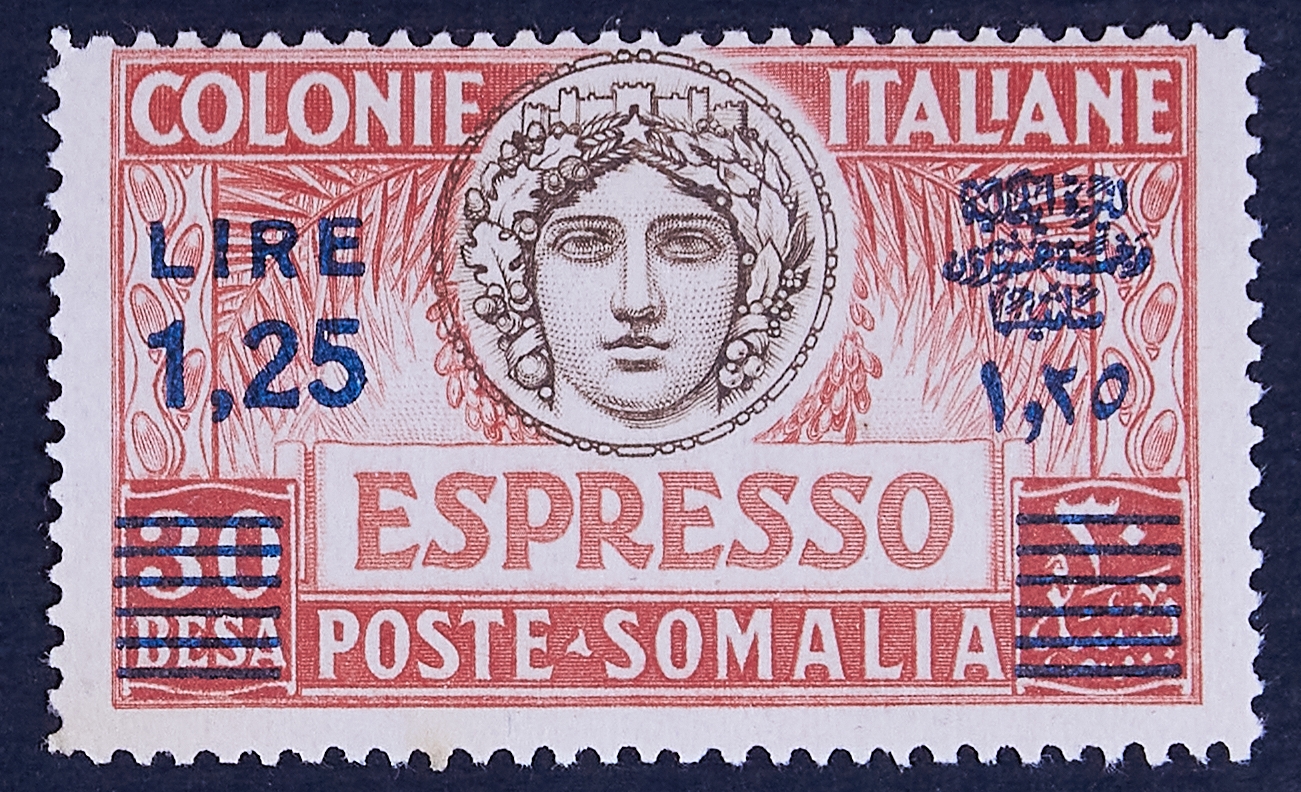 COLONIE ITALIANE
LIRE
1,25
١,٢٥
ESPRESSO
30
BESA
POSTE SOMALIA